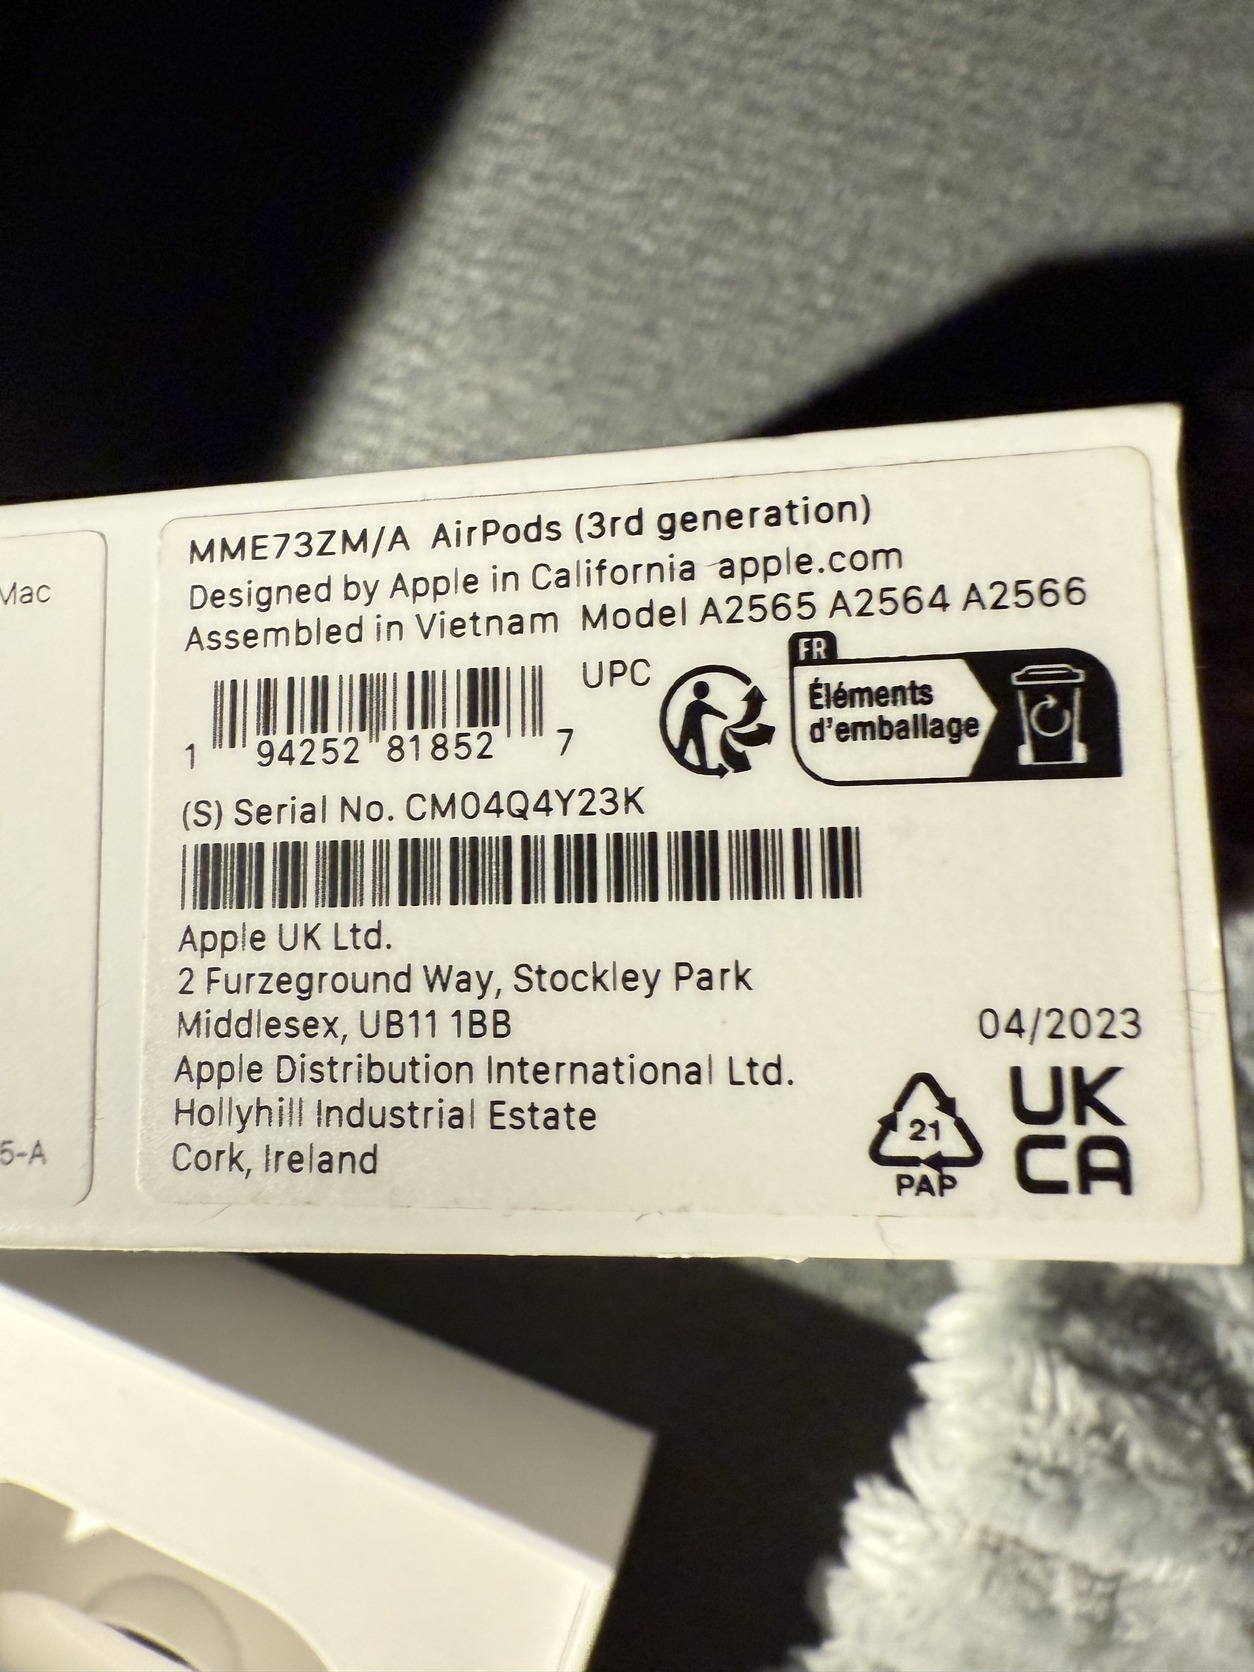 Mac
5-A
MME73ZM/A AirPods (3rd generation)
Designed by Apple in California apple.com
Assembled in Vietnam Model A2565 A2564 A2566
UPC
1 94252 81852 7
FR
Éléments
d'emballage
(S) Serial No. CM04Q4Y23K
Apple UK Ltd.
2 Furzeground Way, Stockley Park
Middlesex, UB11 1BB
Apple Distribution International Ltd.
Hollyhill Industrial Estate
Cork, Ireland
04/2023
21
PAP
UK
CA